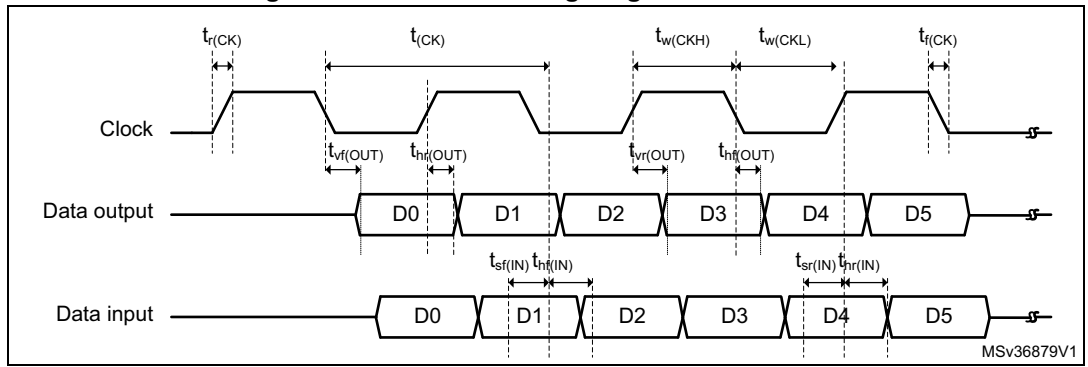 t_r(CK) t_(CK) t_w(CKH) t_w(CKL) t_f(CK)
Clock
t_vf(OUT) t_hr(OUT) t_vr(OUT) t_hf(OUT)
Data output D0 D1 D2 D3 D4 D5
t_sf(IN) t_hf(IN) t_sr(IN) t_hr(IN)
Data input D0 D1 D2 D3 D4 D5
MSv36879V1